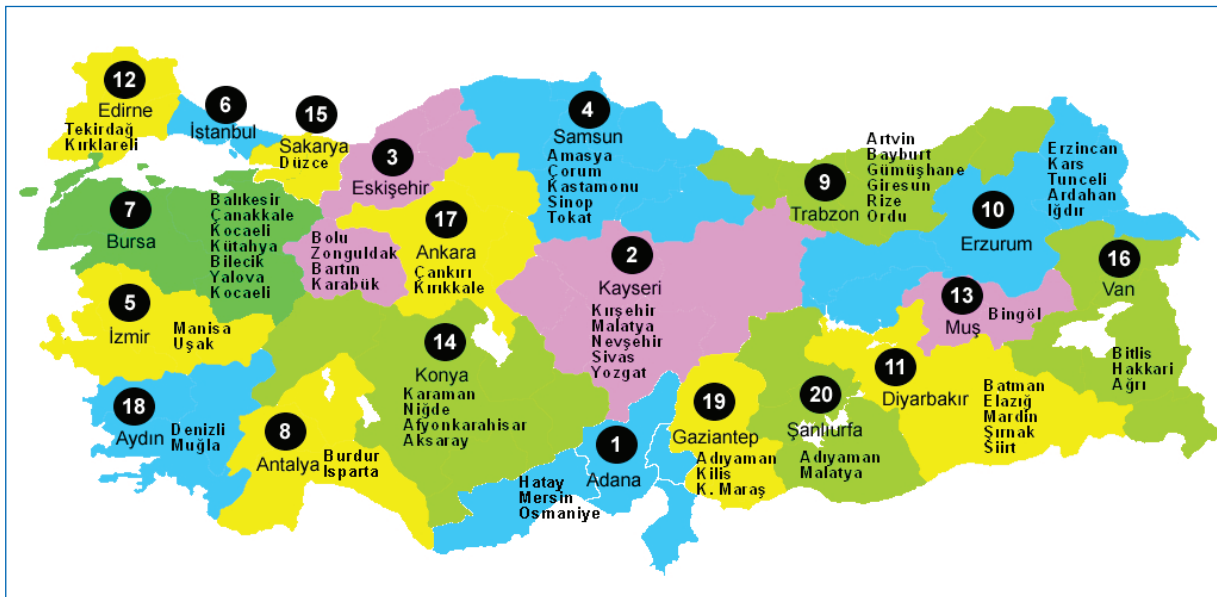 12
Edirne
Tekirdağ
Kırklareli
6
İstanbul
15
Sakarya
Düzce
3
Eskişehir
Bolu
Zonguldak
Bartın
Karabük
4
Samsun
Amasya
Çorum
Kastamonu
Sinop
Tokat
9
Trabzon
Artvin
Bayburt
Gümüşhane
Giresun
Rize
Ordu
10
Erzurum
Erzincan
Kars
Tunceli
Ardahan
Iğdır
7
Bursa
Balıkesir
Çanakkale
Kocaeli
Kütahya
Bilecik
Yalova
Kocaeli
17
Ankara
Çankırı
Kırıkkale
2
Kayseri
Kırşehir
Malatya
Nevşehir
Sivas
Yozgat
13
Muş
Bingöl
16
Van
Bitlis
Hakkari
Ağrı
5
İzmir
Manisa
Uşak
14
Konya
Karaman
Niğde
Afyonkarahisar
Aksaray
11
Diyarbakır
Batman
Elazığ
Mardin
Şırnak
Siirt
18
Aydın
Denizli
Muğla
8
Antalya
Burdur
Isparta
1
Adana
Hatay
Mersin
Osmaniye
19
Gaziantep
Adıyaman
Kilis
K. Maraş
20
Şanlıurfa
Adıyaman
Malatya